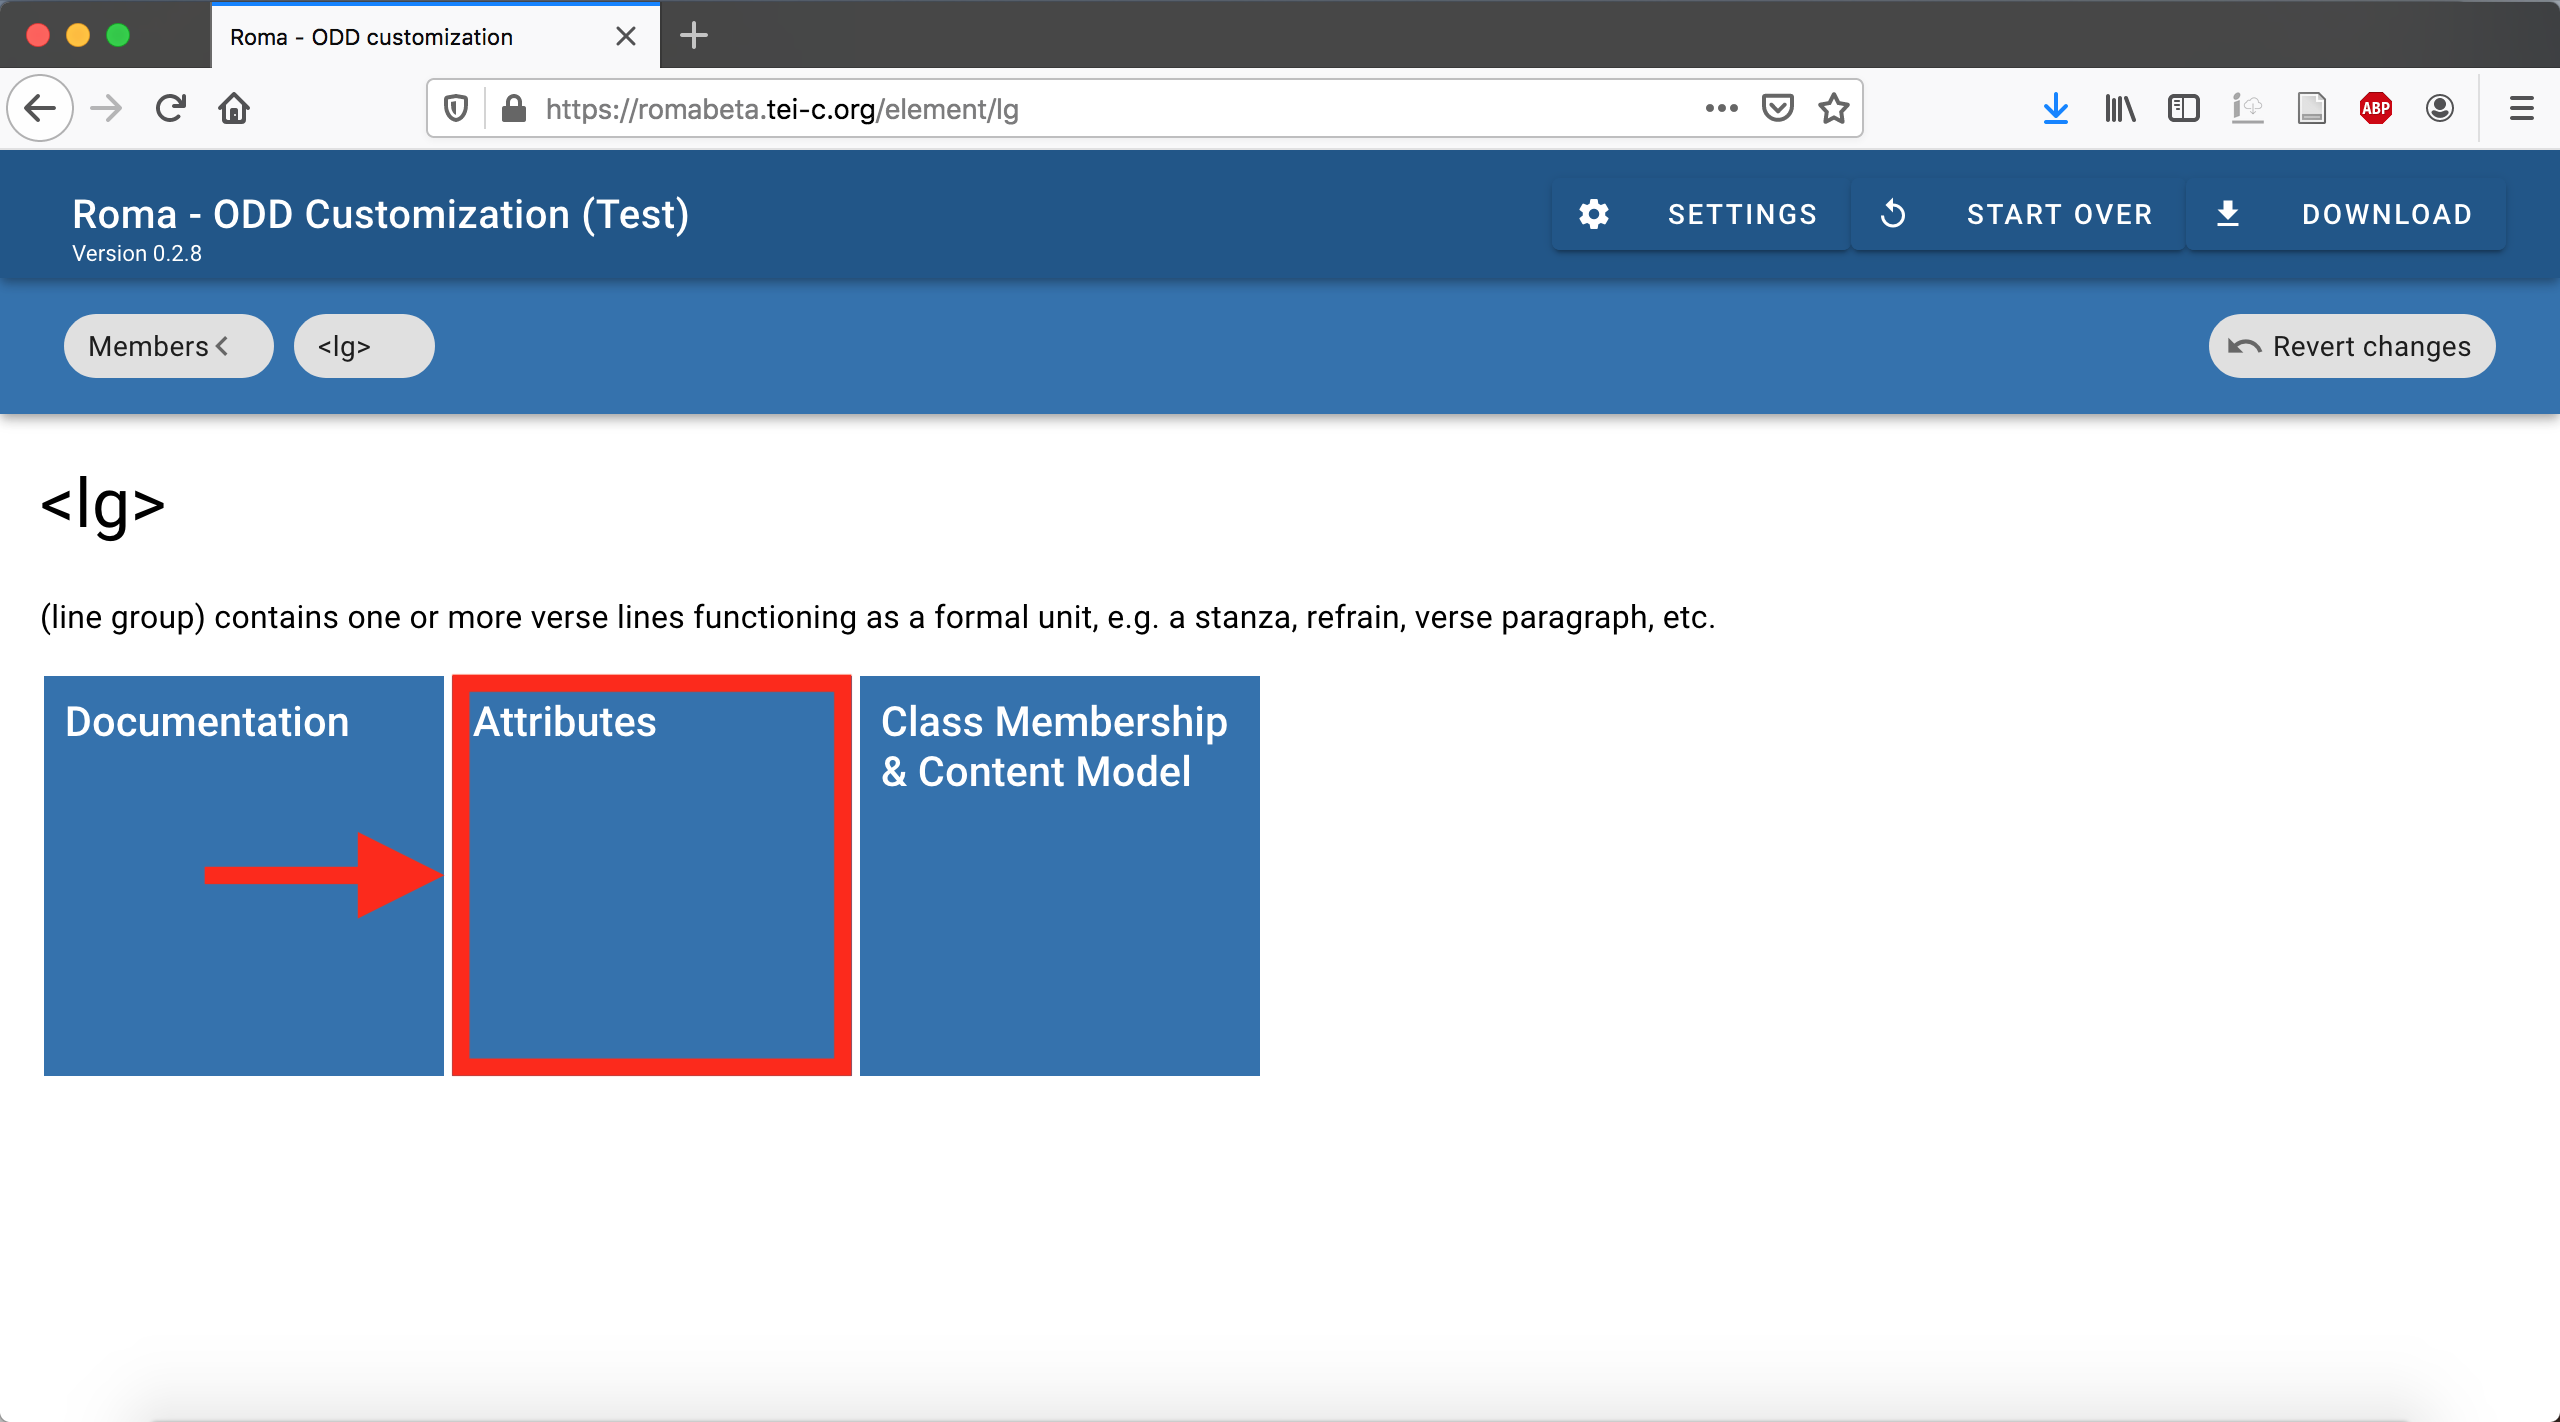 Roma - ODD customization
https://romabeta.tei-c.org/element/lg
ABP
Roma - ODD Customization (Test)
Version 0.2.8
SETTINGS
START OVER
DOWNLOAD
Members
<lg>
Revert changes
<lg>
(line group) contains one or more verse lines functioning as a formal unit, e.g. a stanza, refrain, verse paragraph, etc.
Documentation
Attributes
Class Membership
& Content Model